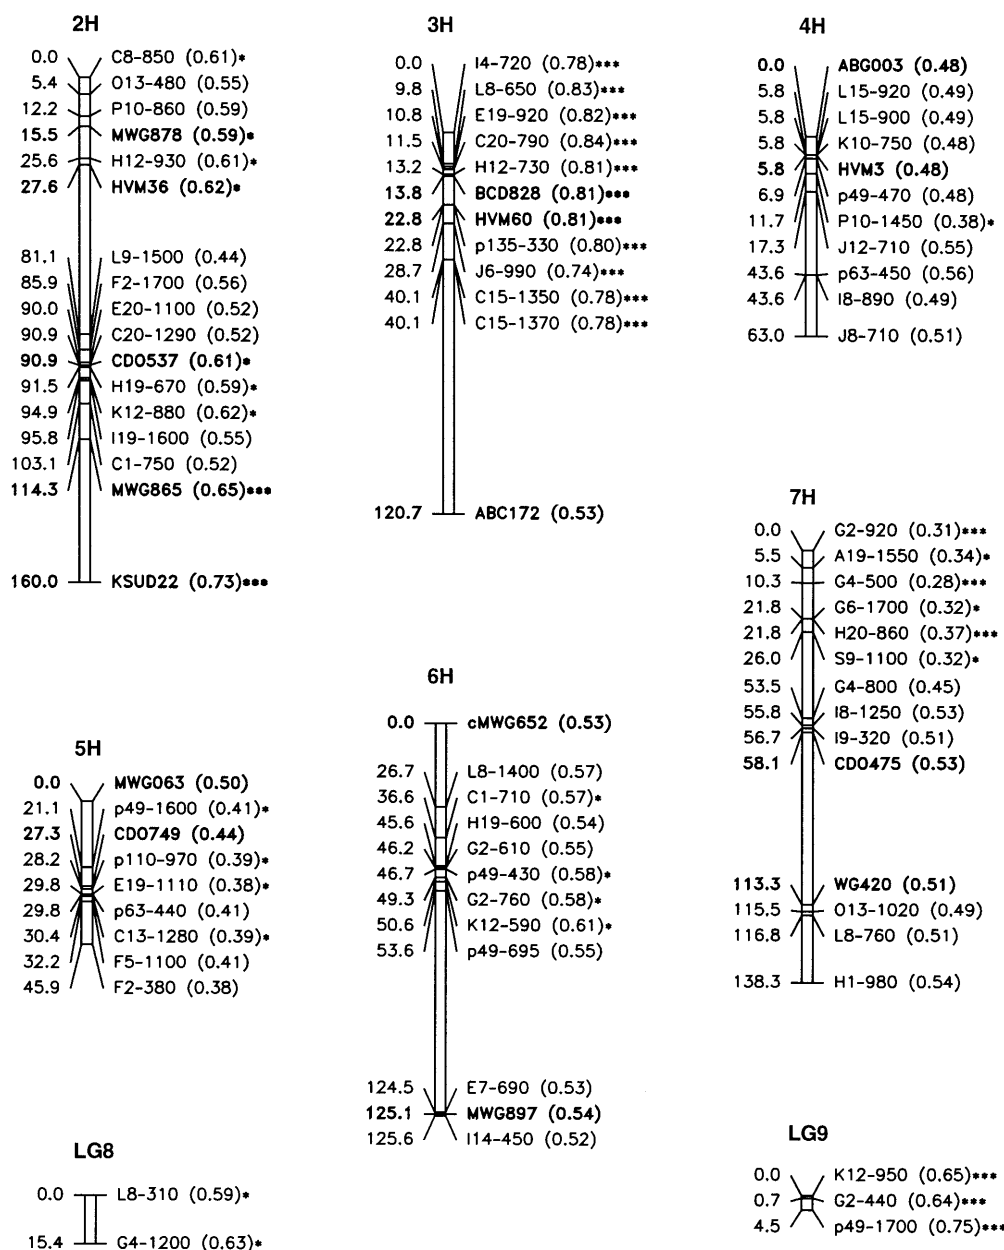 2H
0.0 C8-850 (0.61)*
5.4 O13-480 (0.55)
12.2 P10-860 (0.59)
15.5 MWG878 (0.59)*
25.6 H12-930 (0.61)*
27.6 HVM36 (0.62)*
81.1 L9-1500 (0.44)
85.9 F2-1700 (0.56)
90.0 E20-1100 (0.52)
90.9 C20-1290 (0.52)
90.9 CDO537 (0.61)*
91.5 H19-670 (0.59)*
94.9 K12-880 (0.62)*
95.8 I19-1600 (0.55)
103.1 C1-750 (0.52)
114.3 MWG865 (0.65)***
160.0 KSUD22 (0.73)***
3H
0.0 I4-720 (0.78)***
9.8 L8-650 (0.83)***
10.8 E19-920 (0.82)***
11.5 C20-790 (0.84)***
13.2 H12-730 (0.81)***
13.8 BCD828 (0.81)***
22.8 HVM60 (0.81)***
22.8 p135-330 (0.80)***
28.7 J6-990 (0.74)***
40.1 C15-1350 (0.78)***
40.1 C15-1370 (0.78)***
120.7 ABC172 (0.53)
4H
0.0 ABG003 (0.48)
5.8 L15-920 (0.49)
5.8 L15-900 (0.49)
5.8 K10-750 (0.48)
5.8 HVM3 (0.48)
6.9 p49-470 (0.48)
11.7 P10-1450 (0.38)*
17.3 J12-710 (0.55)
43.6 p63-450 (0.56)
43.6 I8-890 (0.49)
63.0 J8-710 (0.51)
5H
0.0 MWG063 (0.50)
21.1 p49-1600 (0.41)*
27.3 CDO749 (0.44)
28.2 p110-970 (0.39)*
29.8 E19-1110 (0.38)*
29.8 p63-440 (0.41)
30.4 C13-1280 (0.39)*
32.2 F5-1100 (0.41)
45.9 F2-380 (0.38)
6H
0.0 cMWG652 (0.53)
26.7 L8-1400 (0.57)
36.6 C1-710 (0.57)*
45.6 H19-600 (0.54)
46.2 G2-610 (0.55)
46.7 p49-430 (0.58)*
49.3 G2-760 (0.58)*
50.6 K12-590 (0.61)*
53.6 p49-695 (0.55)
124.5 E7-690 (0.53)
125.1 MWG897 (0.54)
125.6 I14-450 (0.52)
7H
0.0 G2-920 (0.31)***
5.5 A19-1550 (0.34)*
10.3 G4-500 (0.28)***
21.8 G6-1700 (0.32)*
21.8 H20-860 (0.37)***
26.0 S9-1100 (0.32)*
53.5 G4-800 (0.45)
55.8 I8-1250 (0.53)
56.7 I9-320 (0.51)
58.1 CDO475 (0.53)
113.3 WG420 (0.51)
115.5 O13-1020 (0.49)
116.8 L8-760 (0.51)
138.3 H1-980 (0.54)
LG8
0.0 L8-310 (0.59)*
15.4 G4-1200 (0.63)*
LG9
0.0 K12-950 (0.65)***
0.7 G2-440 (0.64)***
4.5 p49-1700 (0.75)***